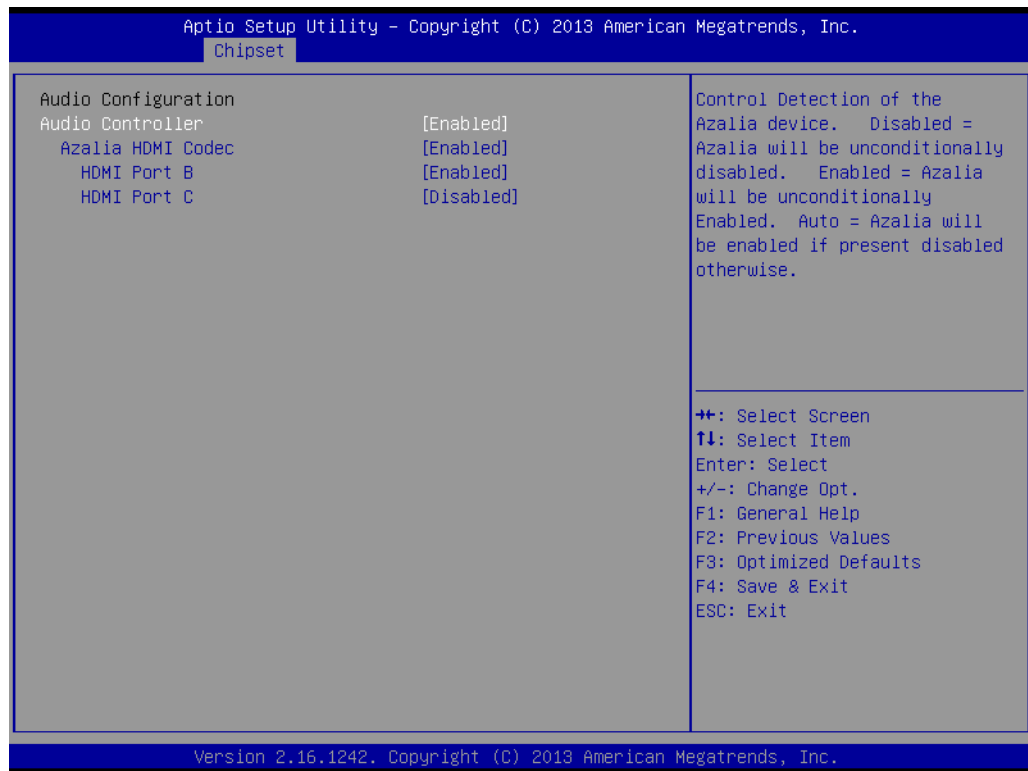 Aptio Setup Utility – Copyright (C) 2013 American Megatrends, Inc.
Chipset
Audio Configuration
Audio Controller [Enabled]
Azalia HDMI Codec [Enabled]
HDMI Port B [Enabled]
HDMI Port C [Disabled]
Control Detection of the
Azalia device. Disabled =
Azalia will be unconditionally
disabled. Enabled = Azalia
will be unconditionally
Enabled. Auto = Azalia will
be enabled if present disabled
otherwise.
→←: Select Screen
↑↓: Select Item
Enter: Select
+/-: Change Opt.
F1: General Help
F2: Previous Values
F3: Optimized Defaults
F4: Save & Exit
ESC: Exit
Version 2.16.1242. Copyright (C) 2013 American Megatrends, Inc.